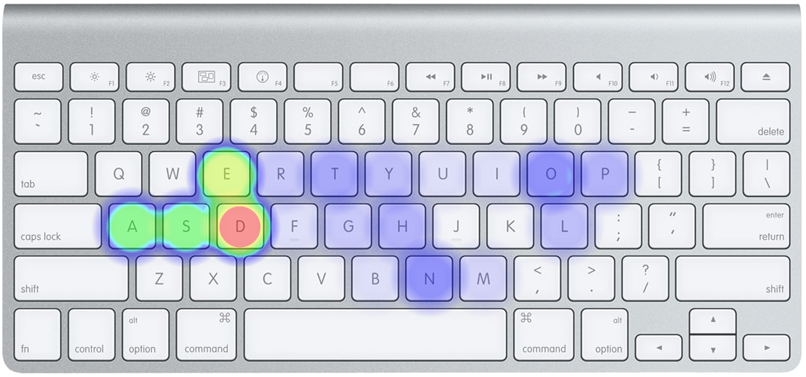 esc F1 F2 F3 F4 F5 F6 F7 F8 F9 F10 F11 F12
~ ! @ # $ % ^ & * ( ) _ +
` 1 2 3 4 5 6 7 8 9 0 - = delete
tab Q W E R T Y U I O P { [ } ] | \
caps lock A S D F G H J K L : ; " ' enter return
shift Z X C V B N M < , > . ? / shift
fn control alt option ⌘ command ⌘ command alt option